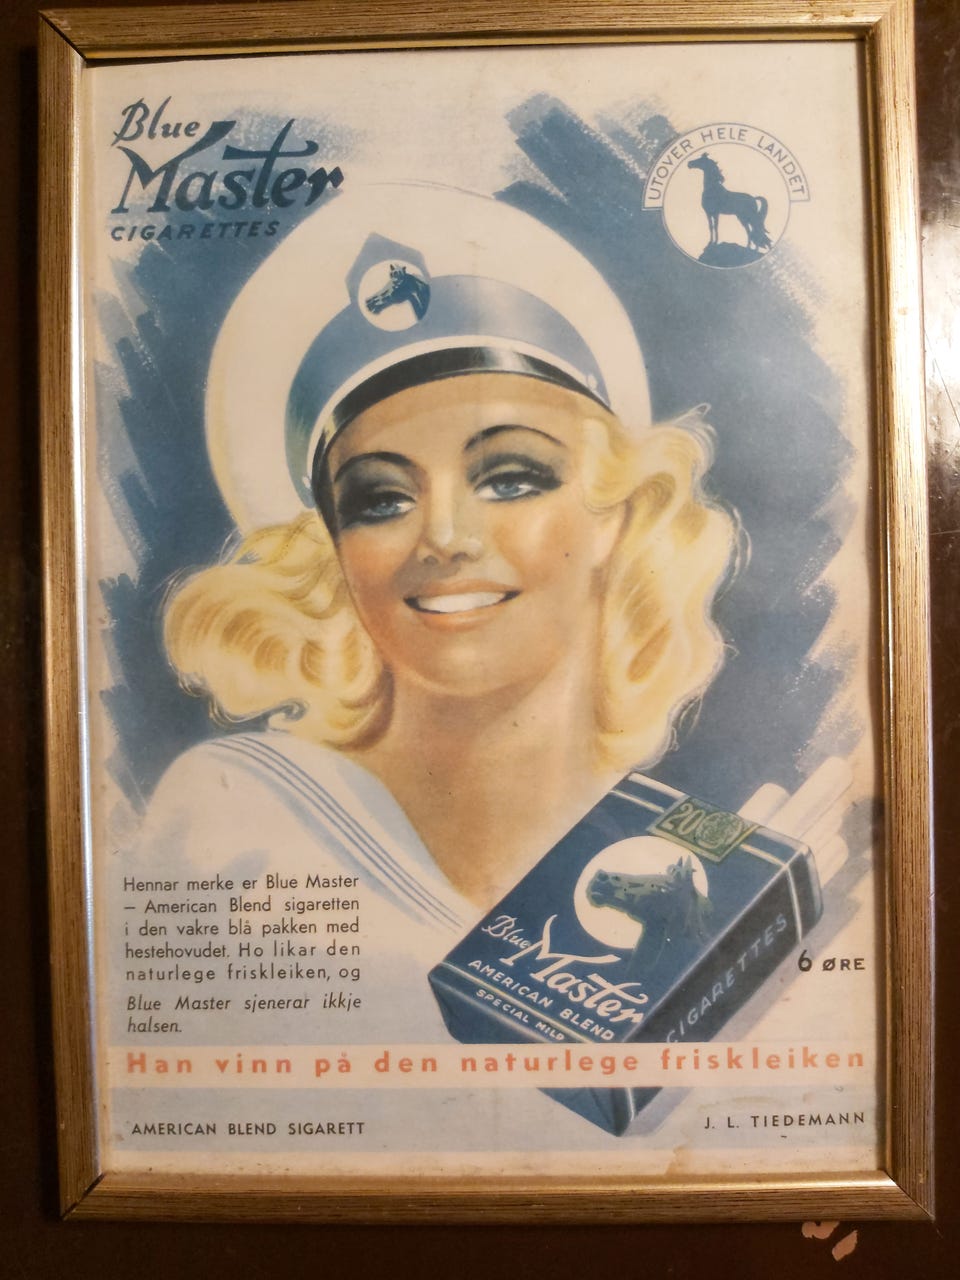 Blue
Master
CIGARETTES
UTOVER HELE LANDET
20
Blue
Master
AMERICAN BLEND
SPECIAL MILD
CIGARETTES
6 ØRE
Hennar merke er Blue Master
– American Blend sigaretten
i den vakre blå pakken med
hestehovudet. Ho likar den
naturlege friskleiken, og
Blue Master sjenerar ikkje
halsen.
Han vinn på den naturlege friskleiken
AMERICAN BLEND SIGARETT
J. L. TIEDEMANN